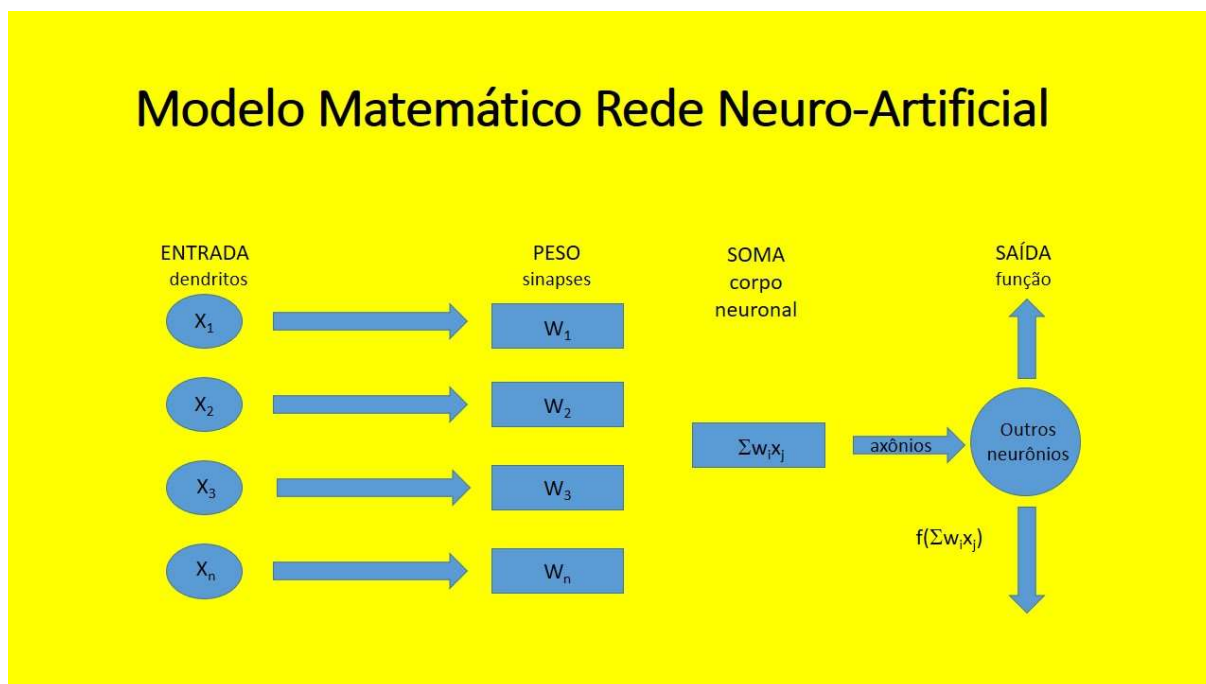 Modelo Matemático Rede Neuro-Artificial
ENTRADA
dendritos
PESO
sinapses
SOMA
corpo
neuronal
SAÍDA
função
X₁
W₁
X₂
W₂
X₃
W₃
Xₙ
Wₙ
Σwᵢxⱼ
axônios
Outros
neurônios
f(Σwᵢxⱼ)